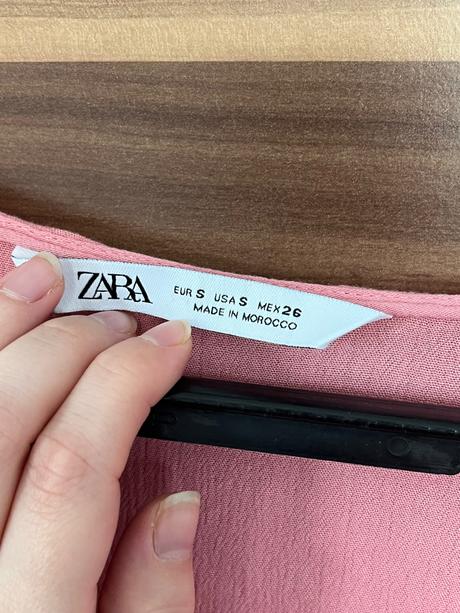 ZARA
EUR S USA S MEX 26
MADE IN MOROCCO